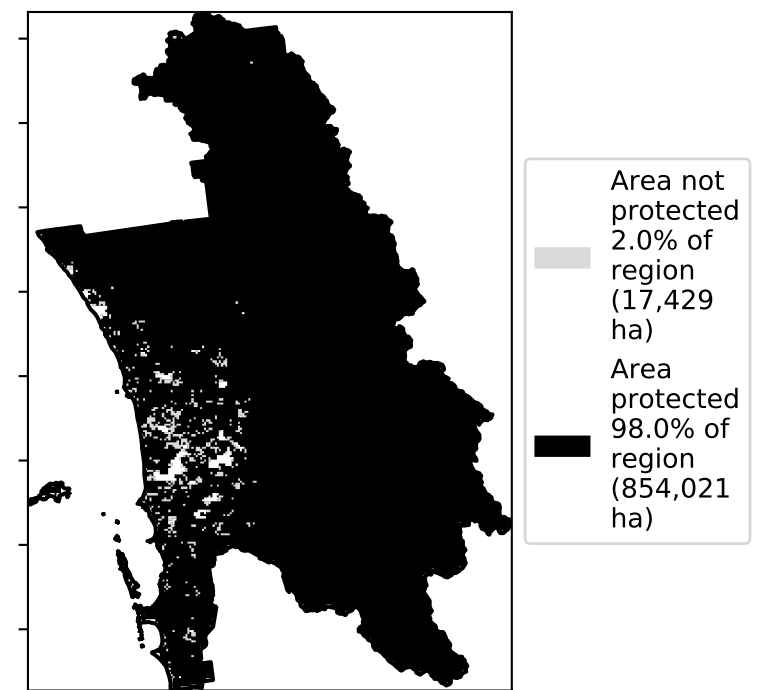 Area not
protected
2.0% of
region
(17,429
ha)
Area
protected
98.0% of
region
(854,021
ha)